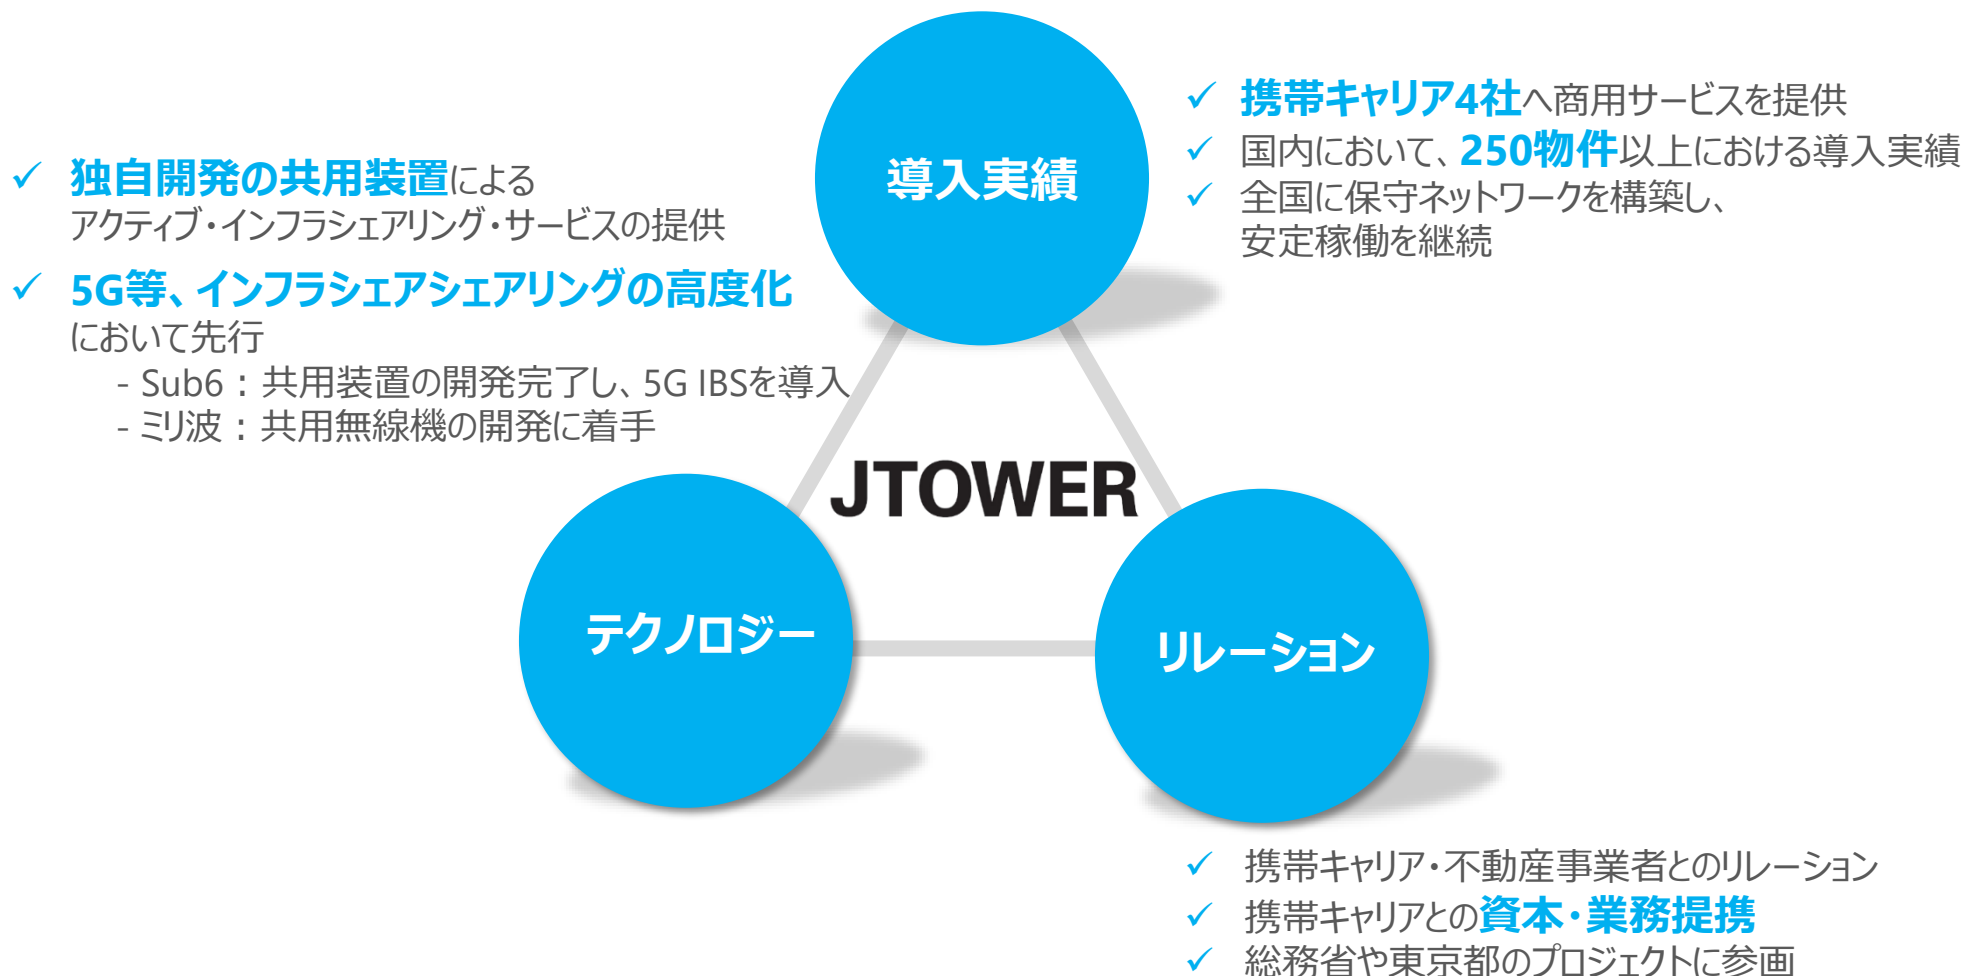 導入実績
携帯キャリア4社へ商用サービスを提供
国内において、250物件以上における導入実績
全国に保守ネットワークを構築し、
安定稼働を継続
独自開発の共用装置による
アクティブ・インフラシェアリング・サービスの提供
5G等、インフラシェアシェアリングの高度化
において先行
- Sub6：共用装置の開発完了し、5G IBSを導入
- ミリ波：共用無線機の開発に着手
JTOWER
テクノロジー
リレーション
携帯キャリア・不動産事業者とのリレーション
携帯キャリアとの資本・業務提携
総務省や東京都のプロジェクトに参画